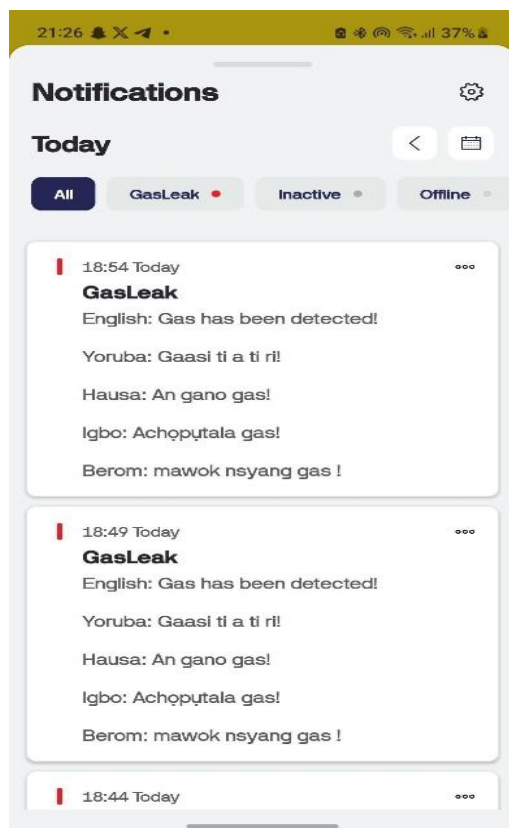 21:26 37%
Notifications
Today
All GasLeak Inactive Offline
18:54 Today
GasLeak
English: Gas has been detected!
Yoruba: Gaasi ti a ti ri!
Hausa: An gano gas!
Igbo: Achọpụtala gas!
Berom: mawok nsyang gas !
18:49 Today
GasLeak
English: Gas has been detected!
Yoruba: Gaasi ti a ti ri!
Hausa: An gano gas!
Igbo: Achọpụtala gas!
Berom: mawok nsyang gas !
18:44 Today